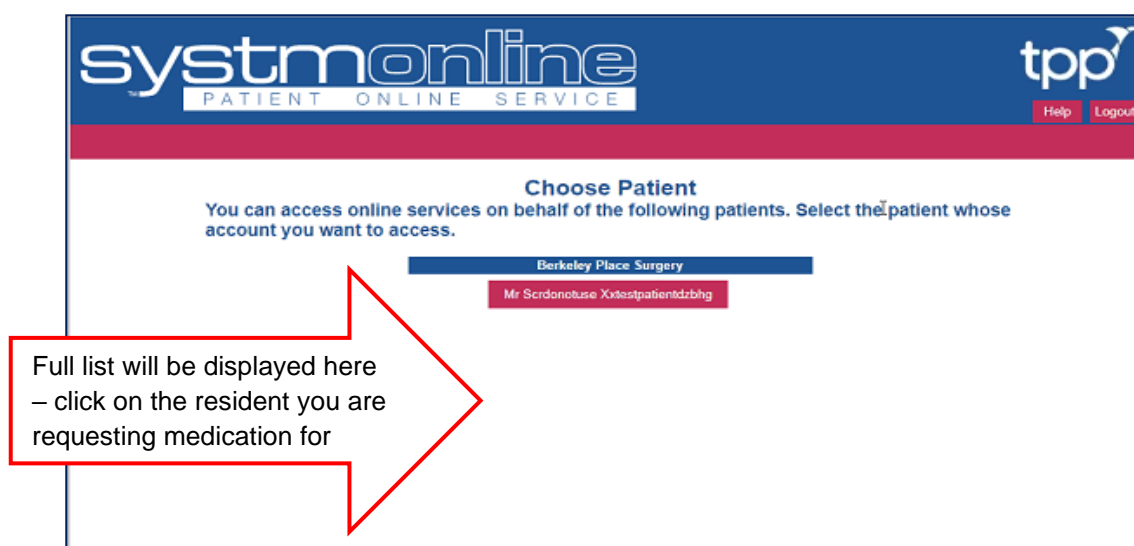 systmonline
PATIENT ONLINE SERVICE
TM
tpp
Help Logout
Choose Patient
You can access online services on behalf of the following patients. Select the patient whose
account you want to access.
Berkeley Place Surgery
Mr Scrdonotuse Xxtestpatientdzbhg
Full list will be displayed here
– click on the resident you are
requesting medication for